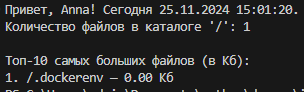 Привет, Anna! Сегодня 25.11.2024 15:01:20.
Количество файлов в каталоге '/': 1

Топ-10 самых больших файлов (в Кб):
1. /.dockerenv — 0.00 Кб